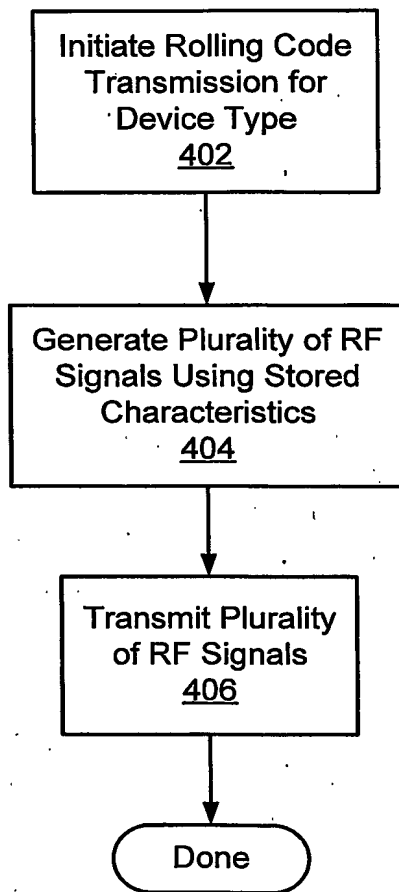 Initiate Rolling Code
Transmission for
Device Type
402
Generate Plurality of RF
Signals Using Stored
Characteristics
404
Transmit Plurality
of RF Signals
406
Done